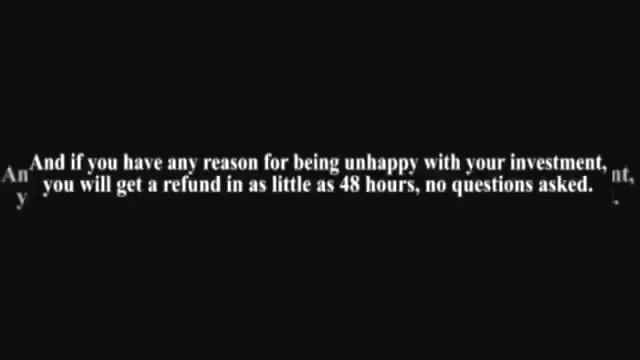 And if you have any reason for being unhappy with your investment,
you will get a refund in as little as 48 hours, no questions asked.